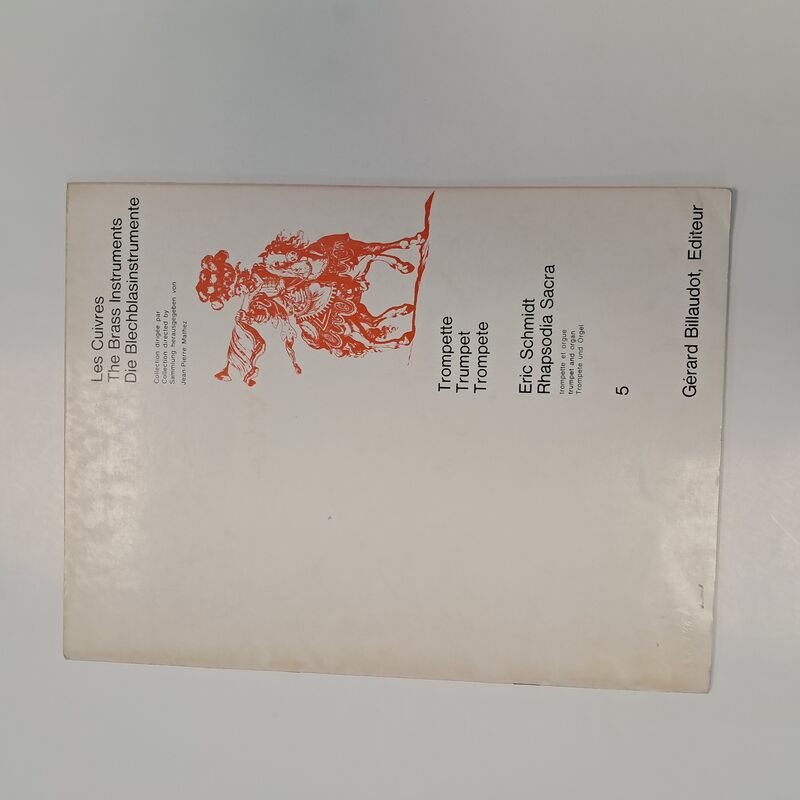 Les Cuivres
The Brass Instruments
Die Blechblasinstrumente
Collection dirigée par
Collection directed by
Sammlung herausgegeben von
Jean-Pierre Mathez
Trompette
Trumpet
Trompete
Eric Schmidt
Rhapsodia Sacra
trompette et orgue
trumpet and organ
Trompete und Orgel
5
Gérard Billaudot, Editeur